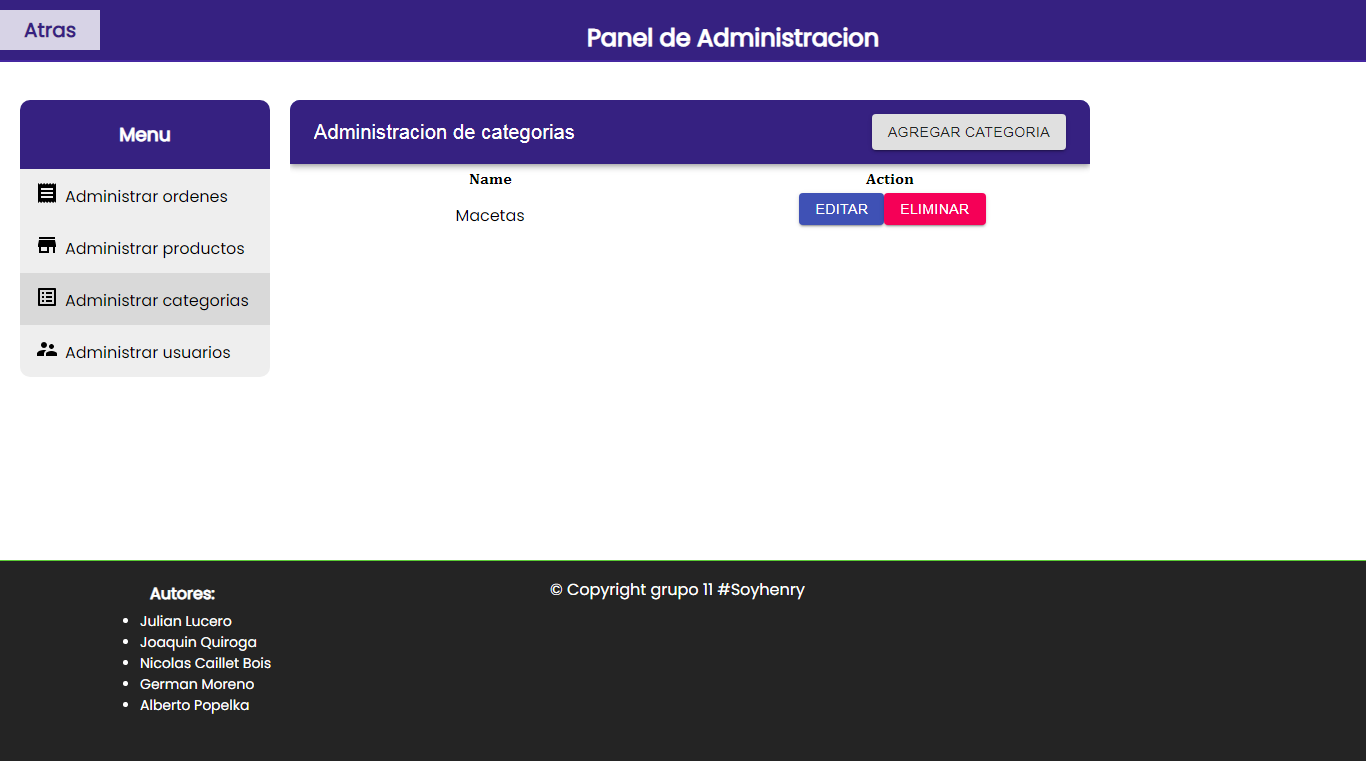 Atras
Panel de Administracion
Menu
Administrar ordenes
Administrar productos
Administrar categorias
Administrar usuarios
Administracion de categorias
AGREGAR CATEGORIA
Name Action
Macetas EDITAR ELIMINAR
Autores:
Julian Lucero
Joaquin Quiroga
Nicolas Caillet Bois
German Moreno
Alberto Popelka
© Copyright grupo 11 #Soyhenry